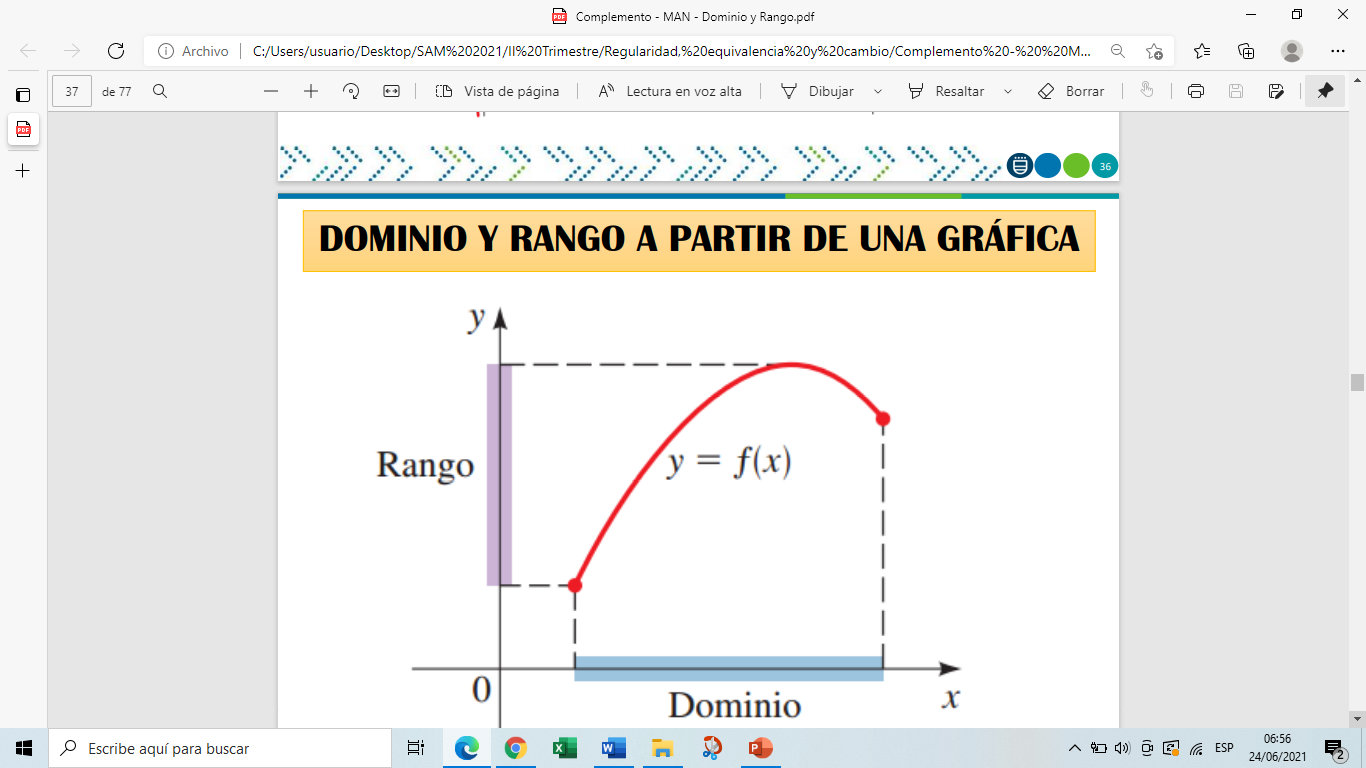 Complemento - MAN - Dominio y Rango.pdf
Archivo
C:/Users/usuario/Desktop/SAM%202021/II%20Trimestre/Regularidad,%20equivalencia%20y%20cambio/Complemento%20-%20%20M...
37
de 77
Vista de página
Lectura en voz alta
Dibujar
Resaltar
Borrar
36
DOMINIO Y RANGO A PARTIR DE UNA GRÁFICA
y
Rango
y = f(x)
0
Dominio
x
Escribe aquí para buscar
ESP
06:56
24/06/2021
2